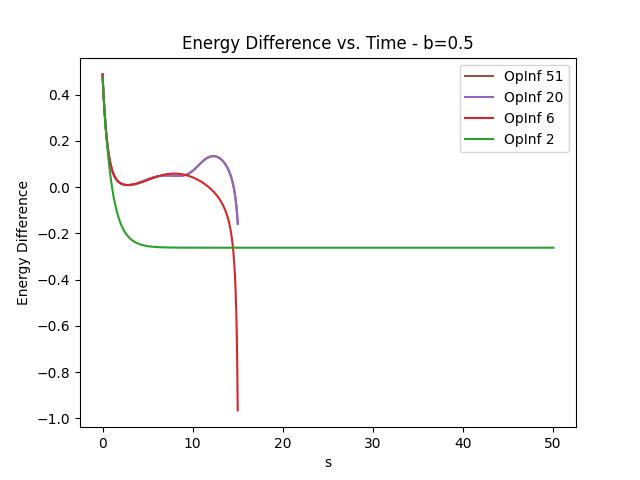 Energy Difference vs. Time - b=0.5
OpInf 51
OpInf 20
OpInf 6
OpInf 2
0.4
0.2
0.0
−0.2
−0.4
−0.6
−0.8
−1.0
Energy Difference
0 10 20 30 40 50
s